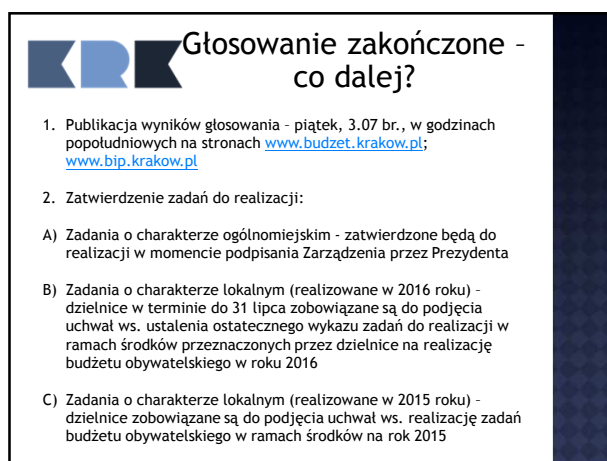 KRK
Głosowanie zakończone –
co dalej?
1. Publikacja wyników głosowania – piątek, 3.07 br., w godzinach
popołudniowych na stronach www.budzet.krakow.pl;
www.bip.krakow.pl
2. Zatwierdzenie zadań do realizacji:
A) Zadania o charakterze ogólnomiejskim - zatwierdzone będą do
realizacji w momencie podpisania Zarządzenia przez Prezydenta
B) Zadania o charakterze lokalnym (realizowane w 2016 roku) –
dzielnice w terminie do 31 lipca zobowiązane są do podjęcia
uchwał ws. ustalenia ostatecznego wykazu zadań do realizacji w
ramach środków przeznaczonych przez dzielnice na realizację
budżetu obywatelskiego w roku 2016
C) Zadania o charakterze lokalnym (realizowane w 2015 roku) –
dzielnice zobowiązane są do podjęcia uchwał ws. realizację zadań
budżetu obywatelskiego w ramach środków na rok 2015